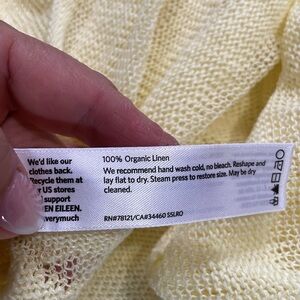 We'd like our
clothes back.
Recycle them at
r US stores
support
EN EILEEN.
verymuch
100% Organic Linen
We recommend hand wash cold, no bleach. Reshape and
lay flat to dry. Steam press to restore size. May be dry
cleaned.
RN#78121/CA#34460 SSLRO